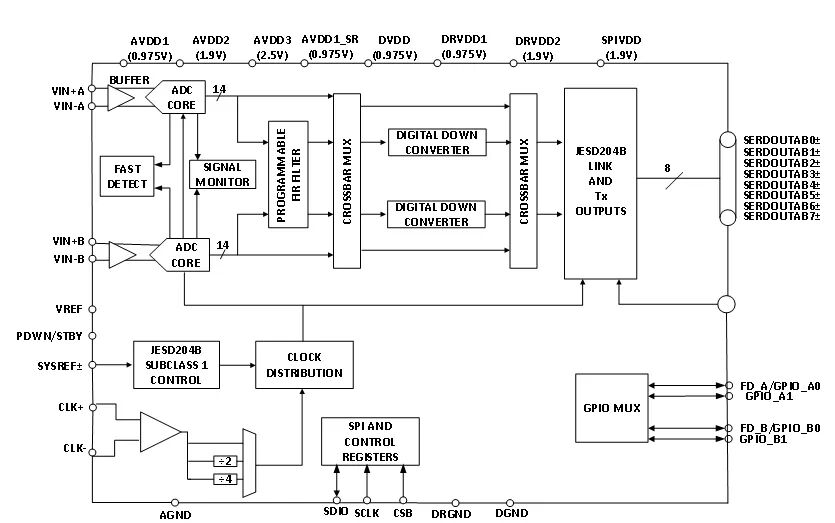 AVDD1
(0.975V)
AVDD2
(1.9V)
AVDD3
(2.5V)
AVDD1_SR
(0.975V)
DVDD
(0.975V)
DRVDD1
(0.975V)
DRVDD2
(1.9V)
SPIVDD
(1.9V)
BUFFER
VIN+A
VIN-A
ADC
CORE
14
FAST
DETECT
SIGNAL
MONITOR
PROGRAMMABLE
FIR FILTER
CROSSBAR MUX
DIGITAL DOWN
CONVERTER
DIGITAL DOWN
CONVERTER
CROSSBAR MUX
JESD204B
LINK
AND
Tx
OUTPUTS
8
SERDOUTAB0±
SERDOUTAB1±
SERDOUTAB2±
SERDOUTAB3±
SERDOUTAB4±
SERDOUTAB5±
SERDOUTAB6±
SERDOUTAB7±
VIN+B
VIN-B
ADC
CORE
14
VREF
PDWN/STBY
SYSREF±
JESD204B
SUBCLASS 1
CONTROL
CLOCK
DISTRIBUTION
CLK+
CLK-
÷2
÷4
SPI AND
CONTROL
REGISTERS
GPIO MUX
FD_A/GPIO_A0
GPIO_A1
FD_B/GPIO_B0
GPIO_B1
AGND
SDIO
SCLK
CSB
DRGND
DGND